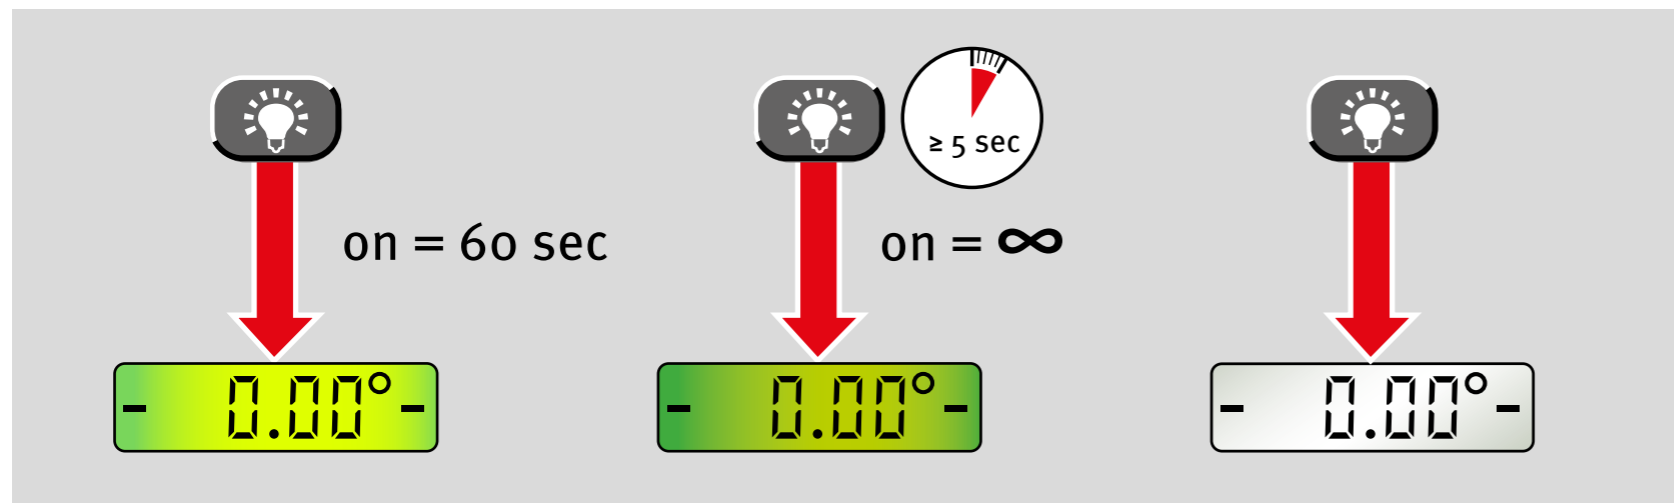 ≥ 5 sec
on = 60 sec
on = ∞
- 0.00° -
- 0.00° -
- 0.00° -